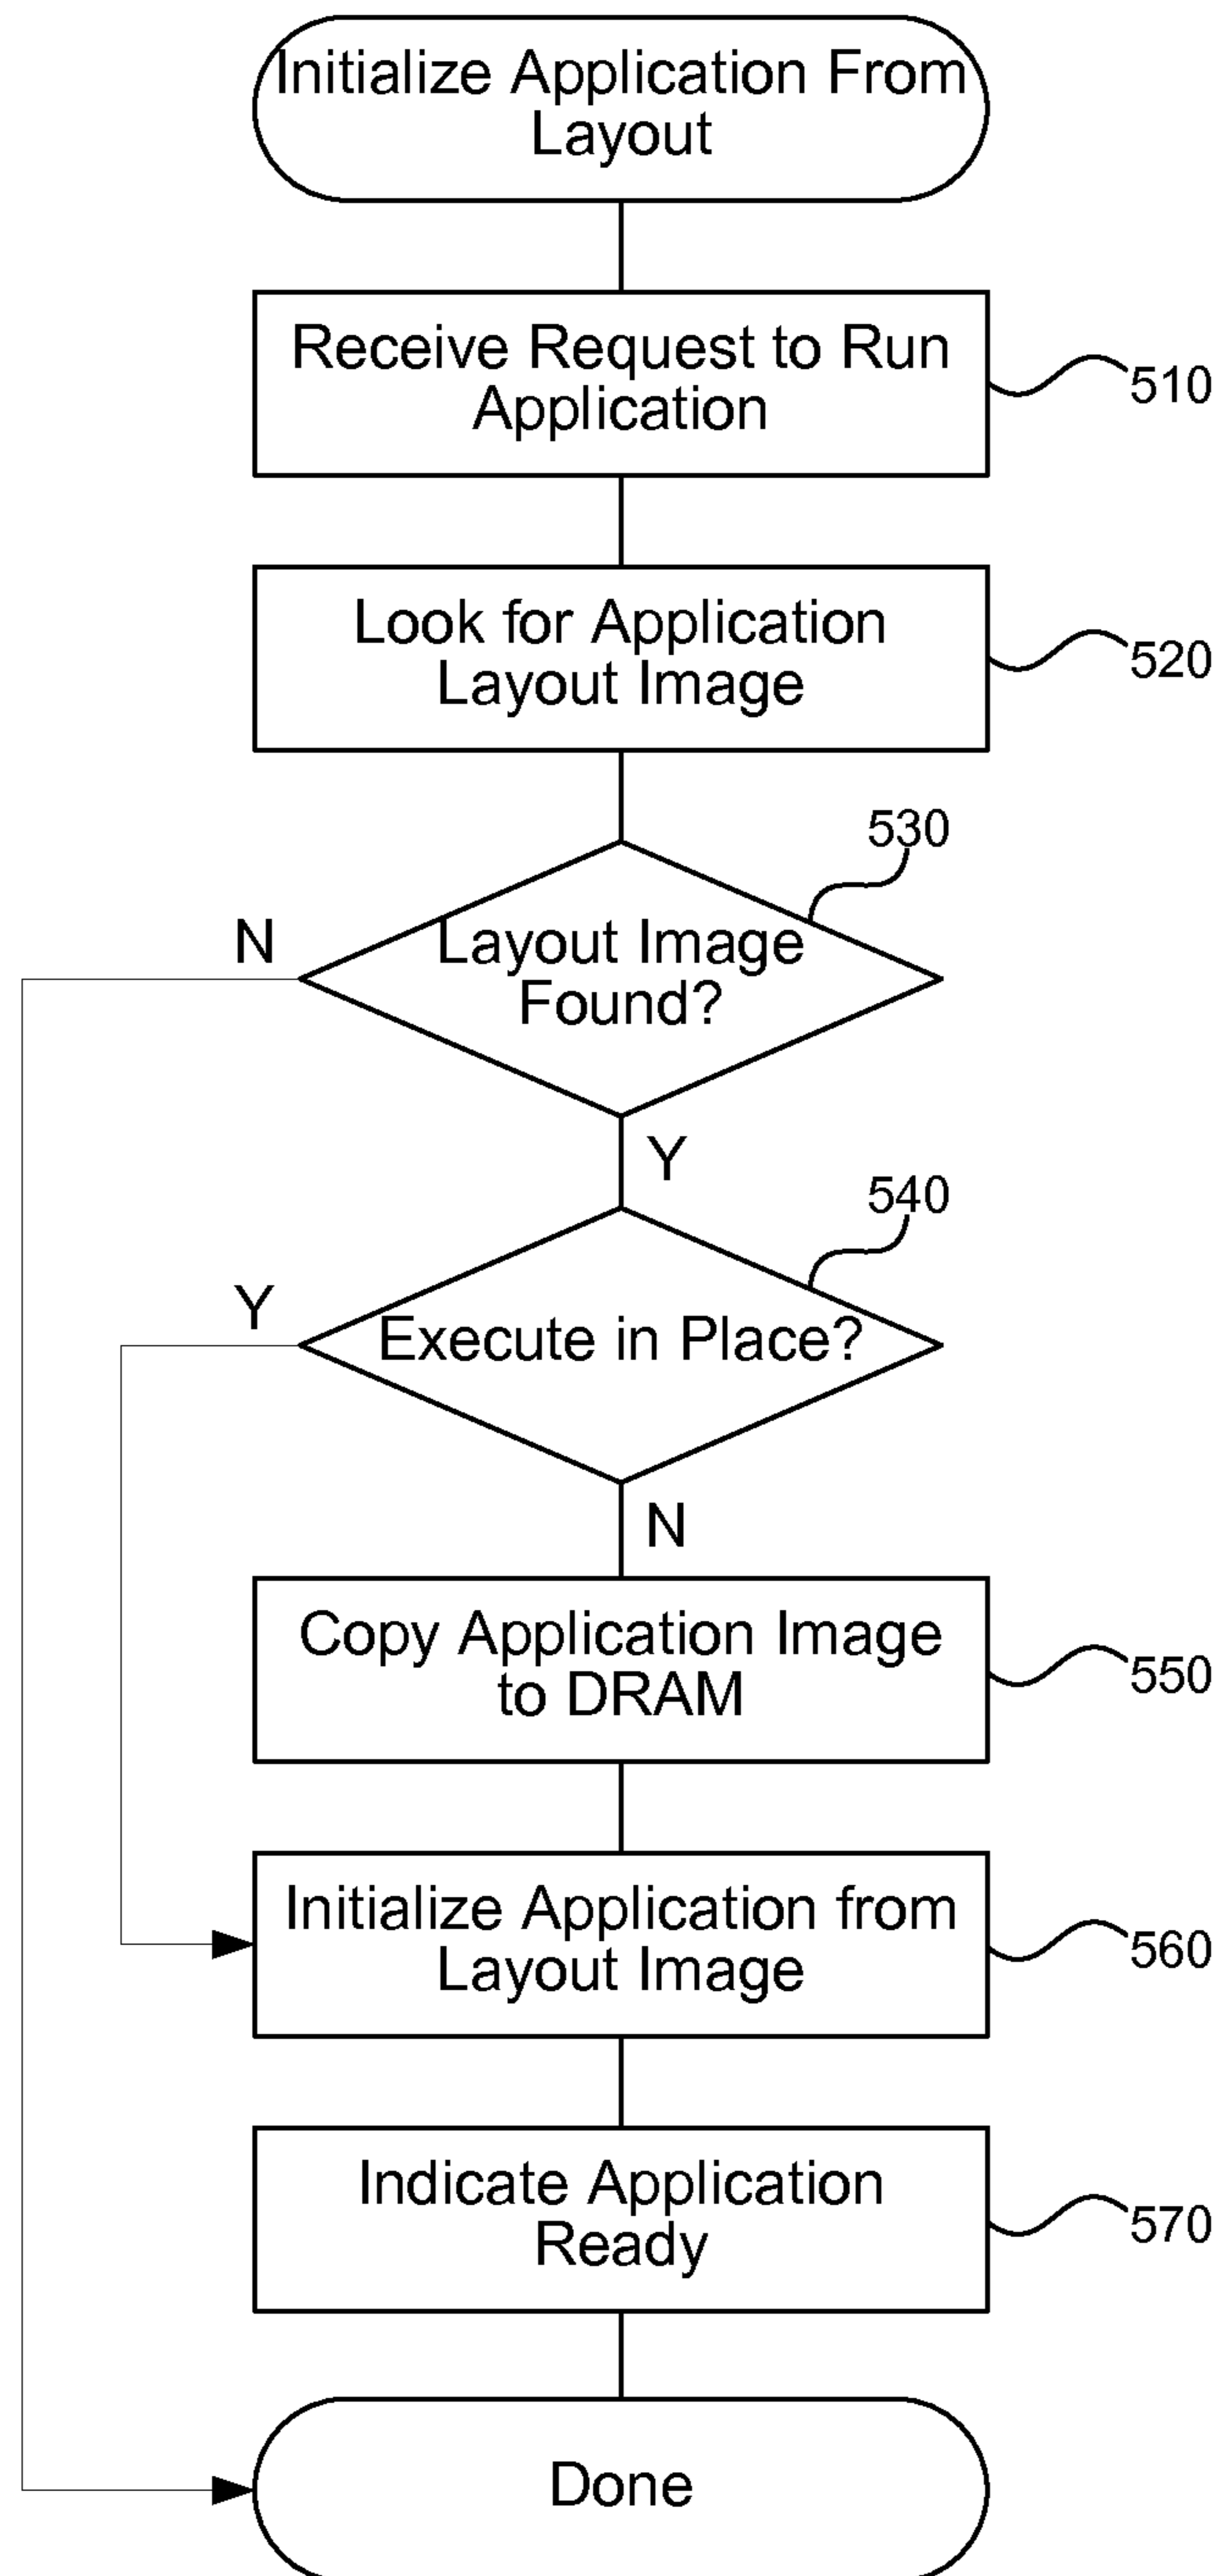 Initialize Application From
Layout
Receive Request to Run
Application
510
Look for Application
Layout Image
520
530
N
Layout Image
Found?
Y
540
Y
Execute in Place?
N
Copy Application Image
to DRAM
550
Initialize Application from
Layout Image
560
Indicate Application
Ready
570
Done